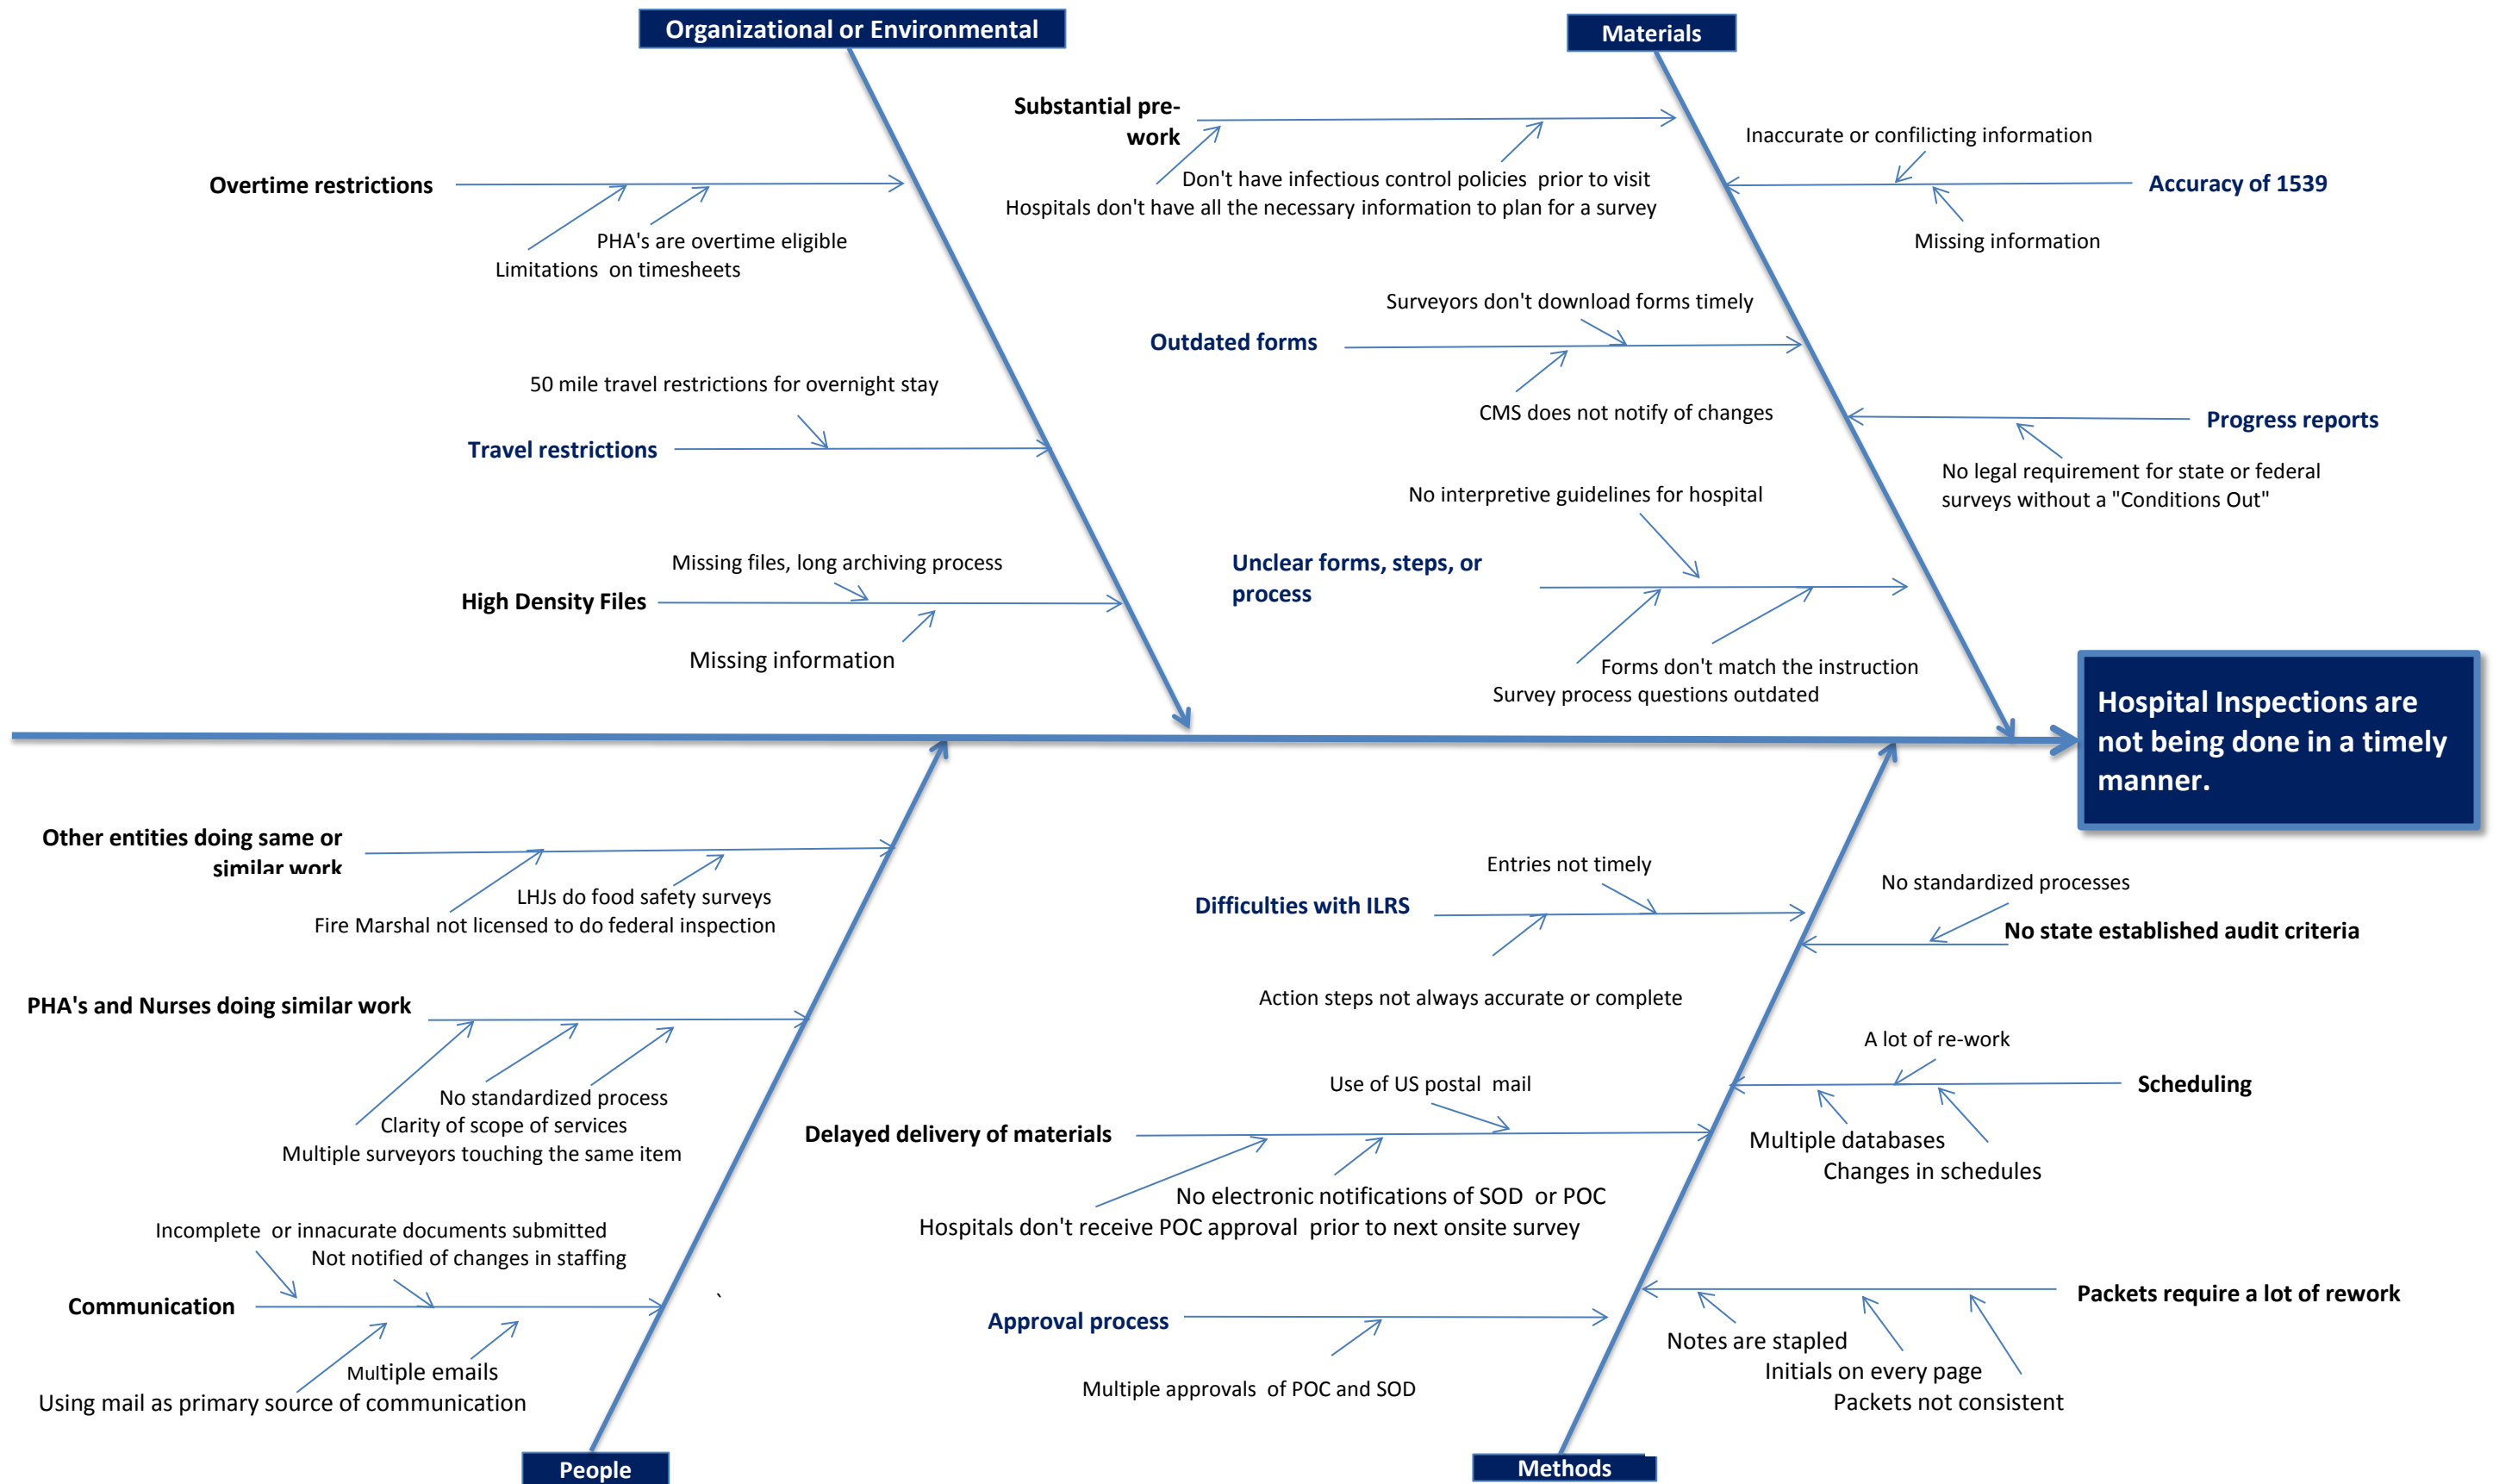 Organizational or Environmental
Materials
Substantial pre-
work
Inaccurate or confilicting information
Overtime restrictions
Don't have infectious control policies prior to visit
Accuracy of 1539
Hospitals don't have all the necessary information to plan for a survey
PHA's are overtime eligible
Missing information
Limitations on timesheets
Surveyors don't download forms timely
Outdated forms
50 mile travel restrictions for overnight stay
CMS does not notify of changes
Progress reports
Travel restrictions
No legal requirement for state or federal
surveys without a "Conditions Out"
No interpretive guidelines for hospital
Missing files, long archiving process
Unclear forms, steps, or
process
High Density Files
Missing information
Forms don't match the instruction
Survey process questions outdated
Hospital Inspections are
not being done in a timely
manner.
Other entities doing same or
similar work
LHJs do food safety surveys
Fire Marshal not licensed to do federal inspection
Entries not timely
Difficulties with ILRS
No standardized processes
No state established audit criteria
Action steps not always accurate or complete
PHA's and Nurses doing similar work
No standardized process
Clarity of scope of services
Multiple surveyors touching the same item
A lot of re-work
Scheduling
Use of US postal mail
Delayed delivery of materials
Multiple databases
Changes in schedules
No electronic notifications of SOD or POC
Hospitals don't receive POC approval prior to next onsite survey
Incomplete or innacurate documents submitted
Not notified of changes in staffing
Communication
`
Packets require a lot of rework
Approval process
Notes are stapled
Initials on every page
Packets not consistent
Multiple emails
Using mail as primary source of communication
Multiple approvals of POC and SOD
People
Methods